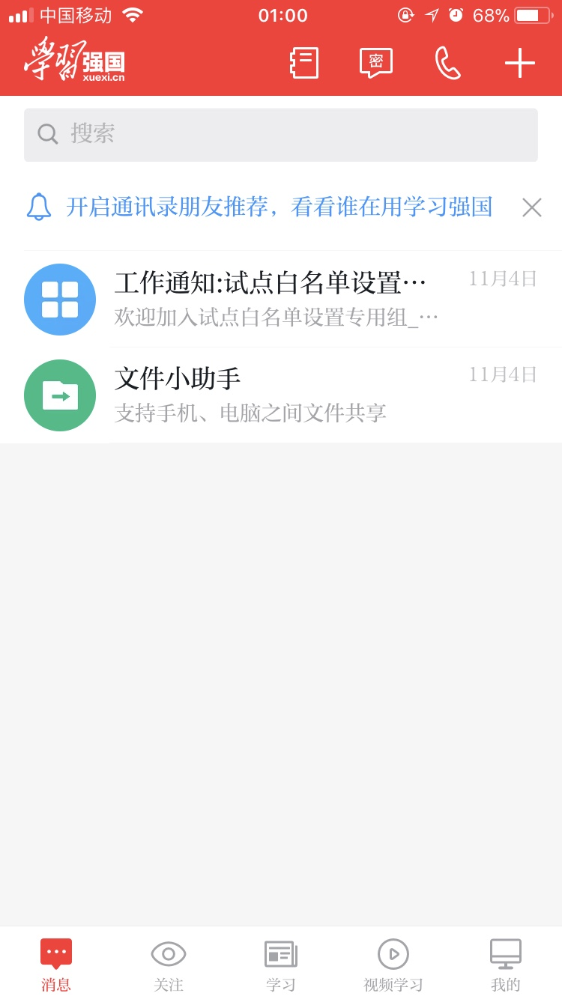 中国移动
01:00
68%
學習强国
xuexi.cn
密
搜索
开启通讯录朋友推荐，看看谁在用学习强国
工作通知:试点白名单设置…
11月4日
欢迎加入试点白名单设置专用组_…
文件小助手
11月4日
支持手机、电脑之间文件共享
消息
关注
学习
视频学习
我的